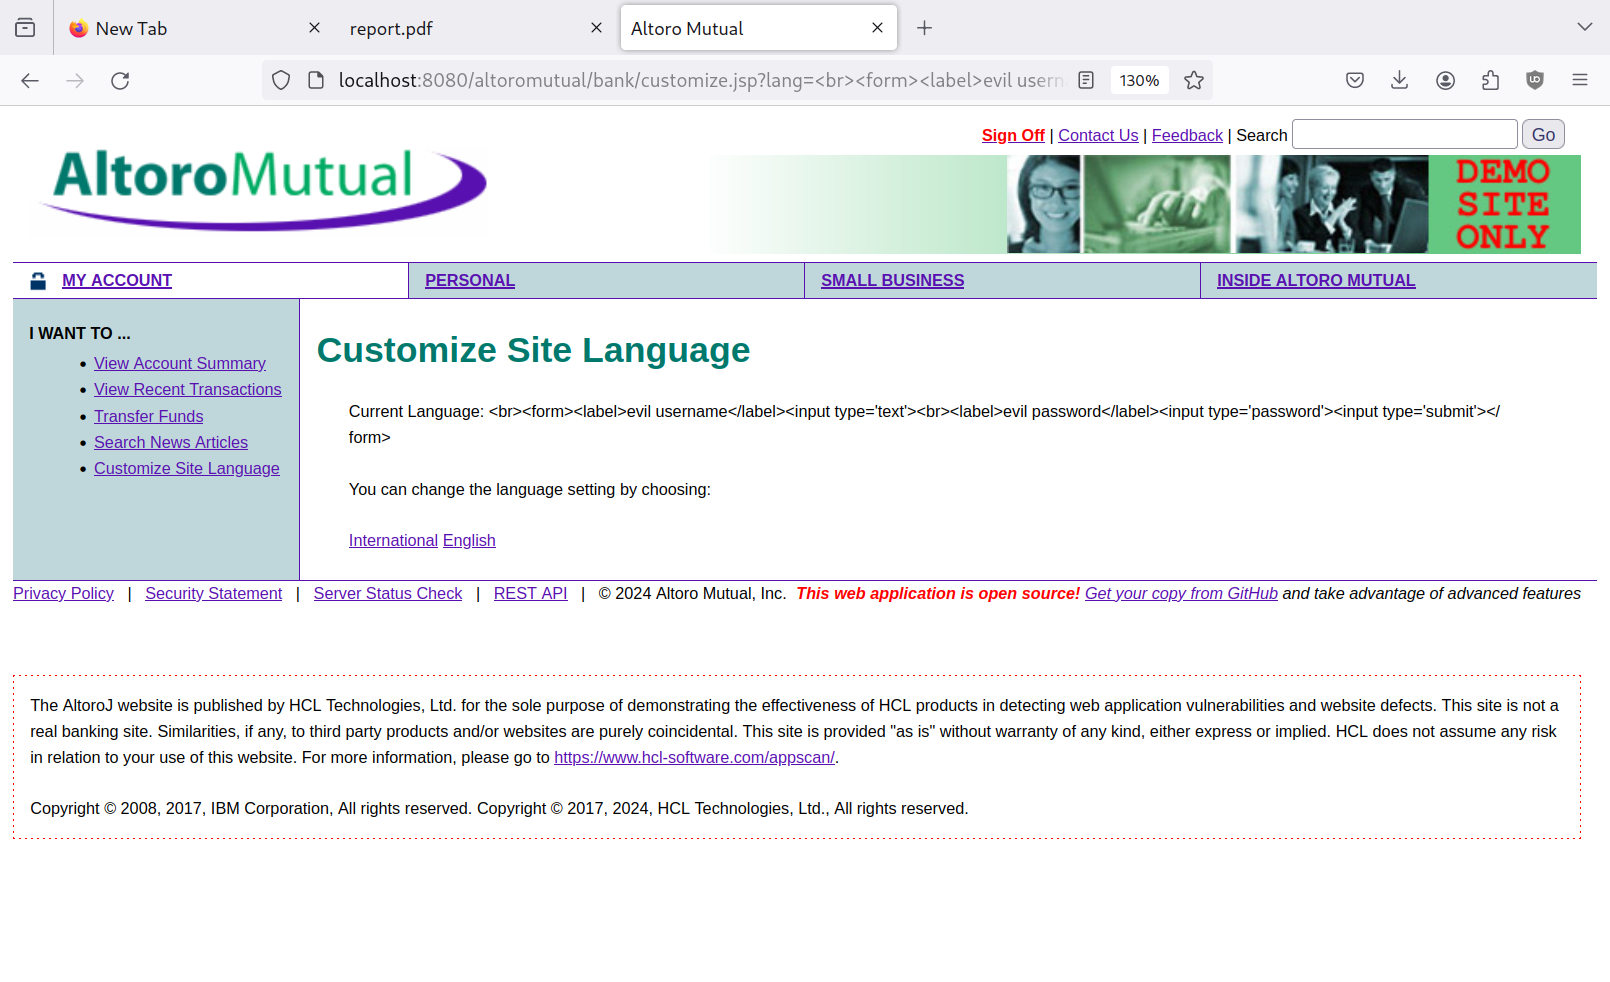 New Tab
report.pdf
Altoro Mutual
localhost:8080/altoromutual/bank/customize.jsp?lang=<br><form><label>evil usern
130%
Sign Off | Contact Us | Feedback | Search
Go
AltoroMutual
DEMO
SITE
ONLY
MY ACCOUNT
PERSONAL
SMALL BUSINESS
INSIDE ALTORO MUTUAL
I WANT TO ...
• View Account Summary
• View Recent Transactions
• Transfer Funds
• Search News Articles
• Customize Site Language
Customize Site Language
Current Language: <br><form><label>evil username</label><input type='text'><br><label>evil password</label><input type='password'><input type='submit'></
form>
You can change the language setting by choosing:
International English
Privacy Policy | Security Statement | Server Status Check | REST API | © 2024 Altoro Mutual, Inc. This web application is open source! Get your copy from GitHub and take advantage of advanced features
The AltoroJ website is published by HCL Technologies, Ltd. for the sole purpose of demonstrating the effectiveness of HCL products in detecting web application vulnerabilities and website defects. This site is not a
real banking site. Similarities, if any, to third party products and/or websites are purely coincidental. This site is provided "as is" without warranty of any kind, either express or implied. HCL does not assume any risk
in relation to your use of this website. For more information, please go to https://www.hcl-software.com/appscan/.
Copyright © 2008, 2017, IBM Corporation, All rights reserved. Copyright © 2017, 2024, HCL Technologies, Ltd., All rights reserved.